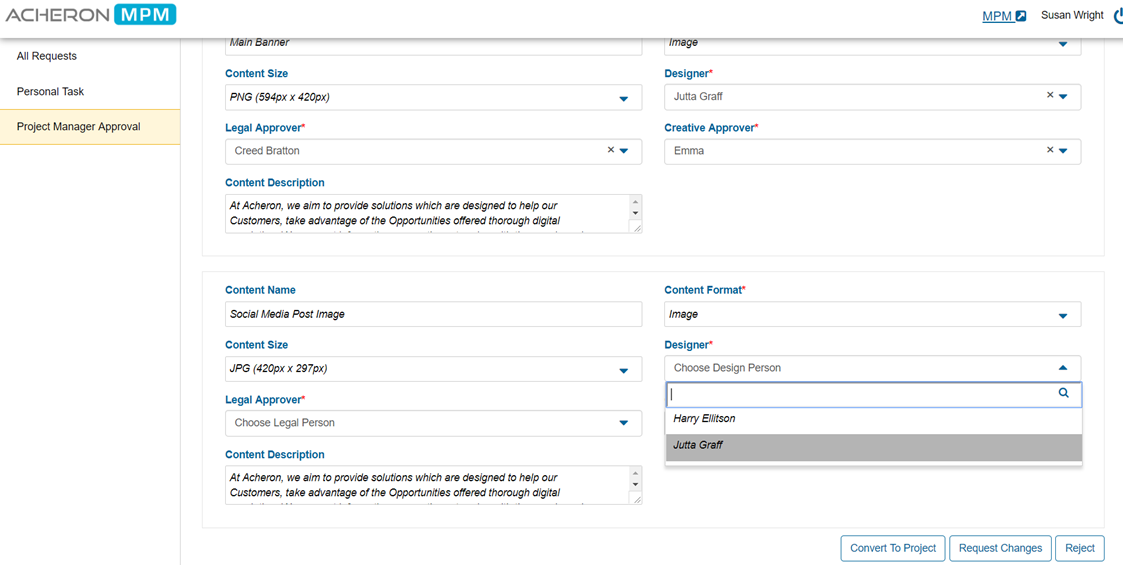 ACHERON MPM
MPM
Susan Wright
All Requests
Personal Task
Project Manager Approval
Main Banner
Image
Content Size
Designer*
PNG (594px x 420px)
Jutta Graff
×
Legal Approver*
Creative Approver*
Creed Bratton
×
Emma
×
Content Description
At Acheron, we aim to provide solutions which are designed to help our
Customers, take advantage of the Opportunities offered thorough digital
Content Name
Content Format*
Social Media Post Image
Image
Content Size
Designer*
JPG (420px x 297px)
Choose Design Person
Legal Approver*
Harry Ellitson
Choose Legal Person
Jutta Graff
Content Description
At Acheron, we aim to provide solutions which are designed to help our
Customers, take advantage of the Opportunities offered thorough digital
Convert To Project
Request Changes
Reject